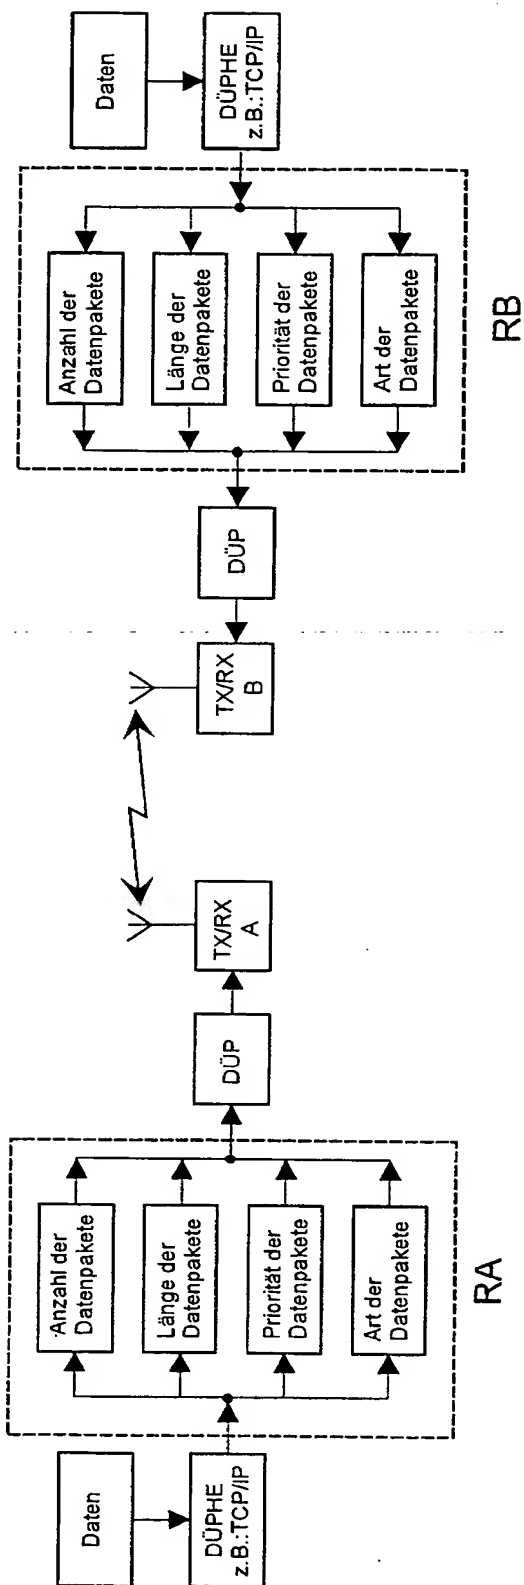 Daten
DÜPHE
z.B.:TCP/IP
Anzahl der
Datenpakete
Länge der
Datenpakete
Priorität der
Datenpakete
Art der
Datenpakete
RA
DÜP
TX/RX
A
TX/RX
B
DÜP
Anzahl der
Datenpakete
Länge der
Datenpakete
Priorität der
Datenpakete
Art der
Datenpakete
RB
Daten
DÜPHE
z.B.:TCP/IP